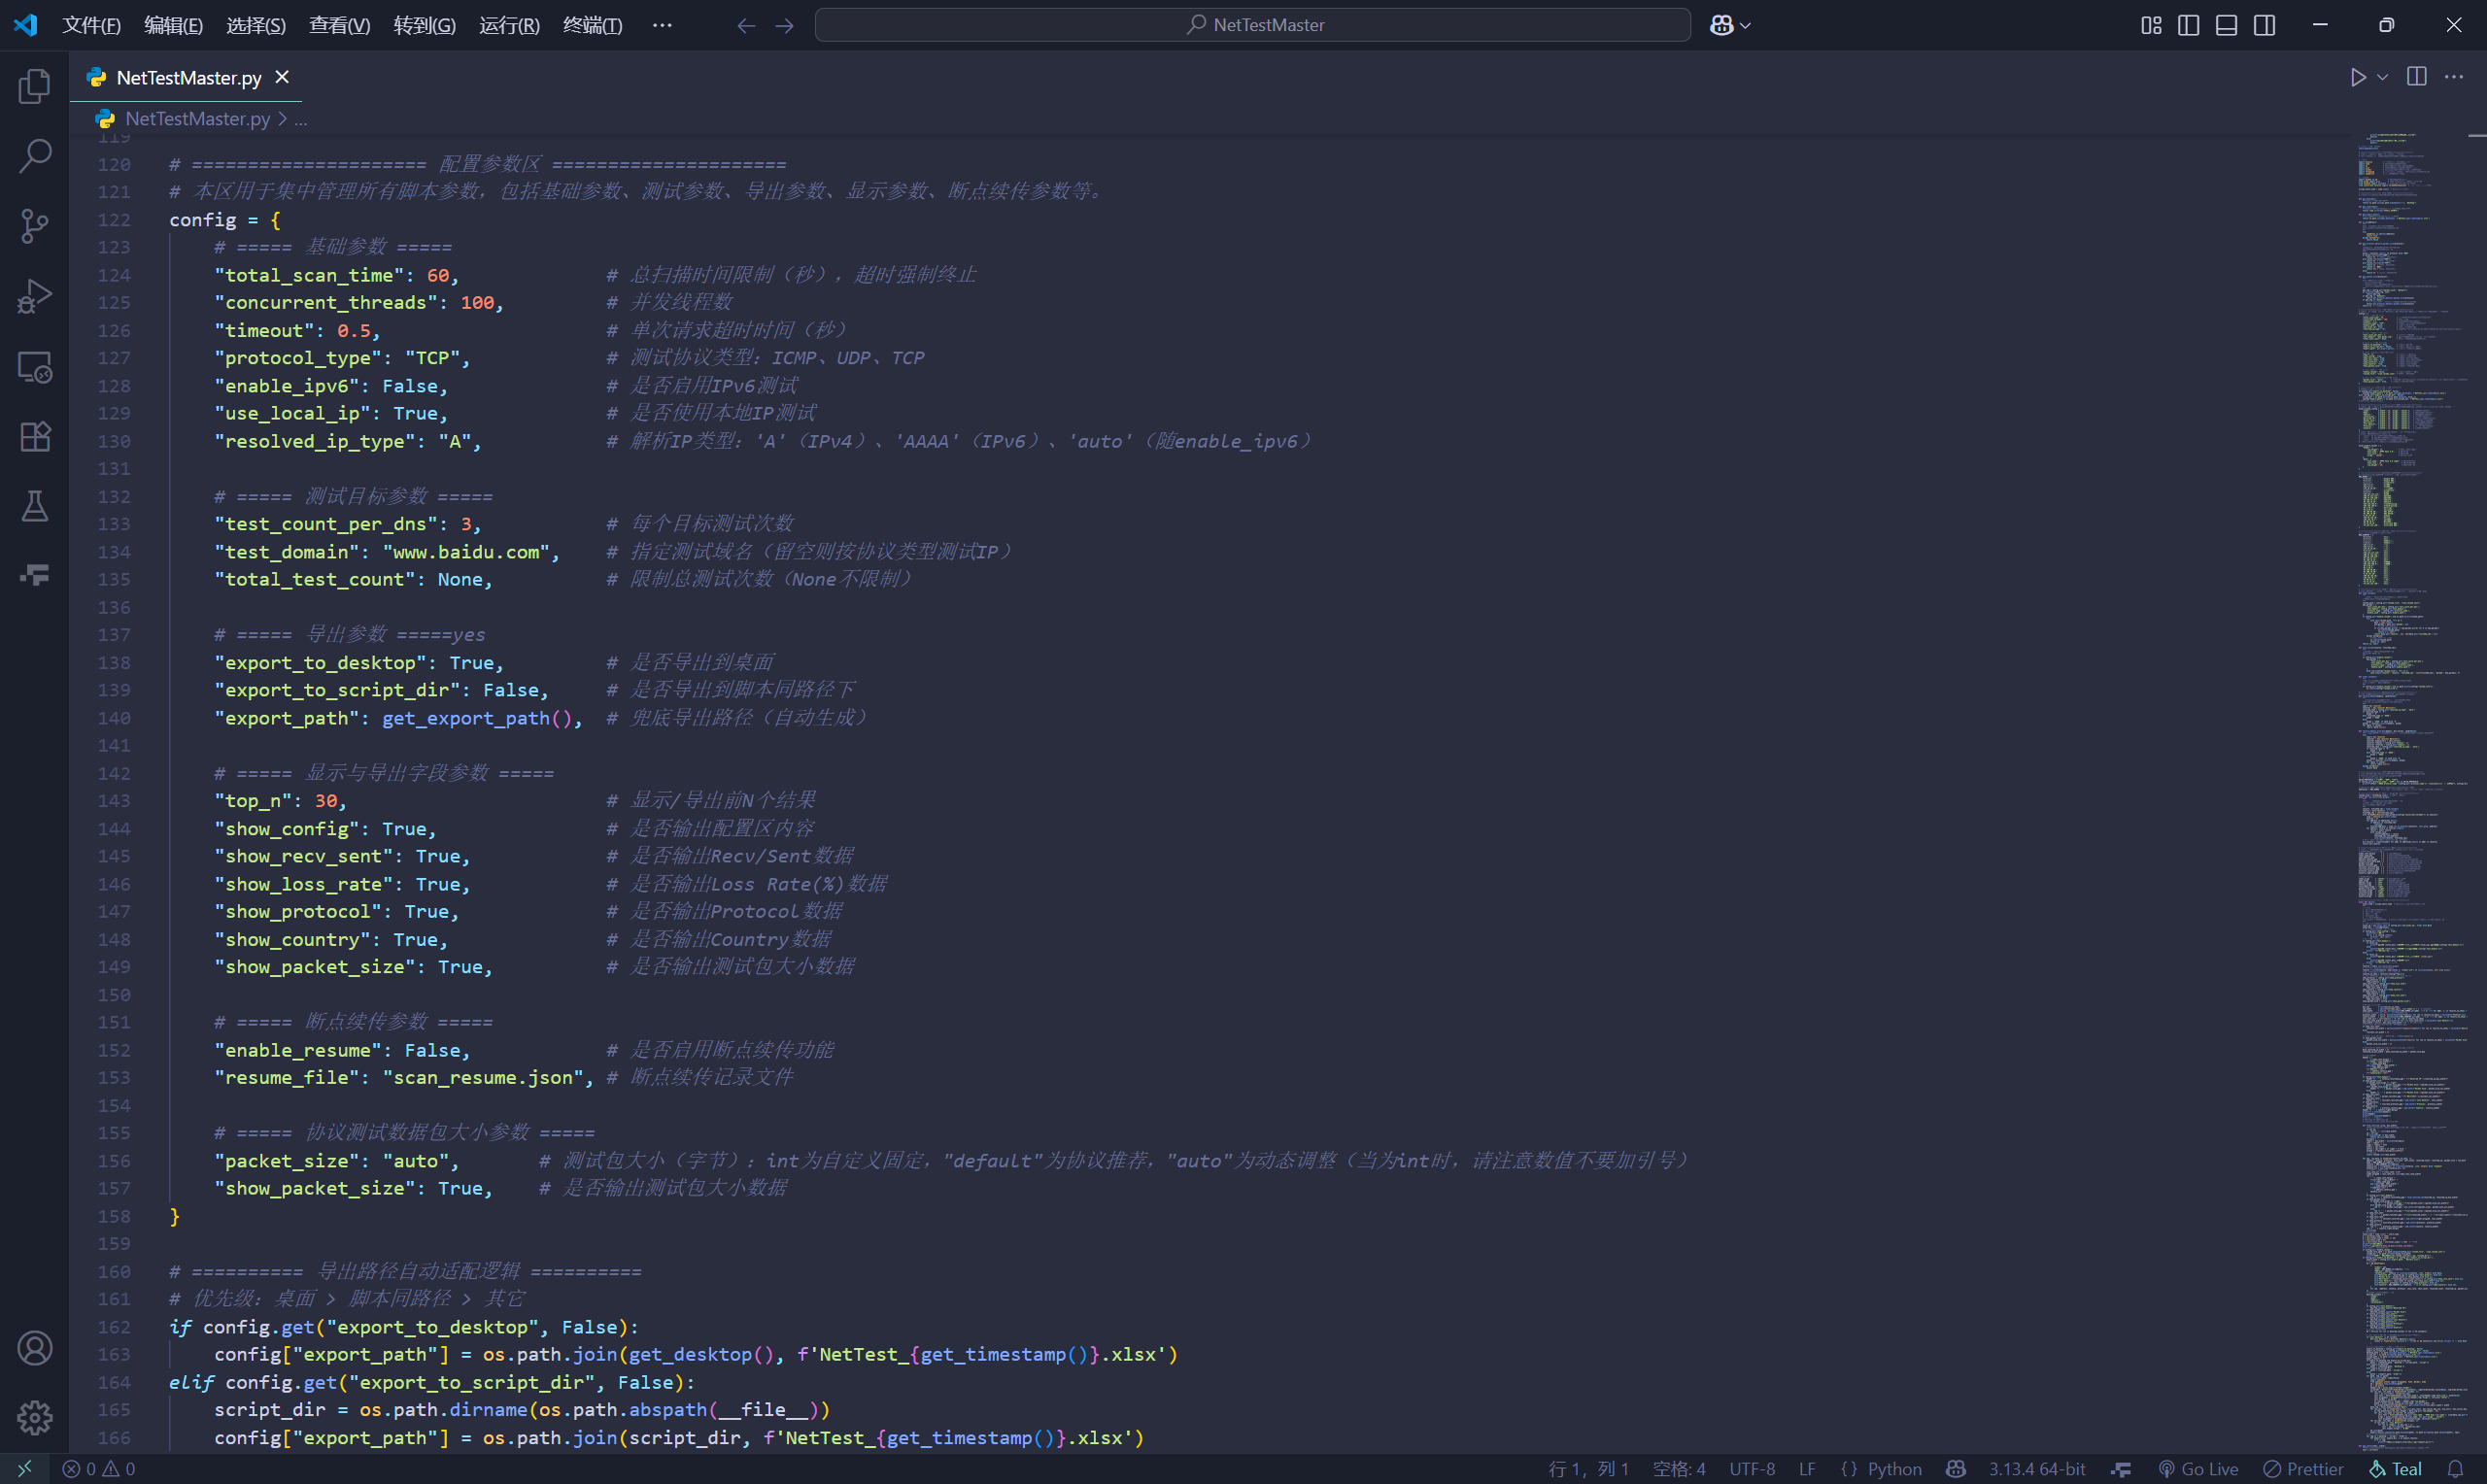 文件(F) 编辑(E) 选择(S) 查看(V) 转到(G) 运行(R) 终端(T) ··· NetTestMaster
NetTestMaster.py
NetTestMaster.py > ...
119
120 # ===================== 配置参数区 =====================
121 # 本区用于集中管理所有脚本参数，包括基础参数、测试参数、导出参数、显示参数、断点续传参数等。
122 config = {
123     # ===== 基础参数 =====
124     "total_scan_time": 60,             # 总扫描时间限制（秒），超时强制终止
125     "concurrent_threads": 100,         # 并发线程数
126     "timeout": 0.5,                    # 单次请求超时时间（秒）
127     "protocol_type": "TCP",            # 测试协议类型：ICMP、UDP、TCP
128     "enable_ipv6": False,              # 是否启用IPv6测试
129     "use_local_ip": True,              # 是否使用本地IP测试
130     "resolved_ip_type": "A",           # 解析IP类型：'A'（IPv4）、'AAAA'（IPv6）、'auto'（随enable_ipv6）
131
132     # ===== 测试目标参数 =====
133     "test_count_per_dns": 3,           # 每个目标测试次数
134     "test_domain": "www.baidu.com",    # 指定测试域名（留空则按协议类型测试IP）
135     "total_test_count": None,          # 限制总测试次数（None不限制）
136
137     # ===== 导出参数 =====yes
138     "export_to_desktop": True,         # 是否导出到桌面
139     "export_to_script_dir": False,     # 是否导出到脚本同路径下
140     "export_path": get_export_path(),  # 兜底导出路径（自动生成）
141
142     # ===== 显示与导出字段参数 =====
143     "top_n": 30,                       # 显示/导出前N个结果
144     "show_config": True,               # 是否输出配置区内容
145     "show_recv_sent": True,            # 是否输出Recv/Sent数据
146     "show_loss_rate": True,            # 是否输出Loss Rate(%)数据
147     "show_protocol": True,             # 是否输出Protocol数据
148     "show_country": True,              # 是否输出Country数据
149     "show_packet_size": True,          # 是否输出测试包大小数据
150
151     # ===== 断点续传参数 =====
152     "enable_resume": False,            # 是否启用断点续传功能
153     "resume_file": "scan_resume.json", # 断点续传记录文件
154
155     # ===== 协议测试数据包大小参数 =====
156     "packet_size": "auto",       # 测试包大小（字节）：int为自定义固定，"default"为协议推荐，"auto"为动态调整（当为int时，请注意数值不要加引号）
157     "show_packet_size": True,    # 是否输出测试包大小数据
158 }
159
160 # ========== 导出路径自动适配逻辑 ==========
161 # 优先级：桌面 > 脚本同路径 > 其它
162 if config.get("export_to_desktop", False):
163     config["export_path"] = os.path.join(get_desktop(), f'NetTest_{get_timestamp()}.xlsx')
164 elif config.get("export_to_script_dir", False):
165     script_dir = os.path.dirname(os.path.abspath(__file__))
166     config["export_path"] = os.path.join(script_dir, f'NetTest_{get_timestamp()}.xlsx')
0 0 行 1，列 1 空格: 4 UTF-8 LF {} Python 3.13.4 64-bit Go Live Prettier Teal